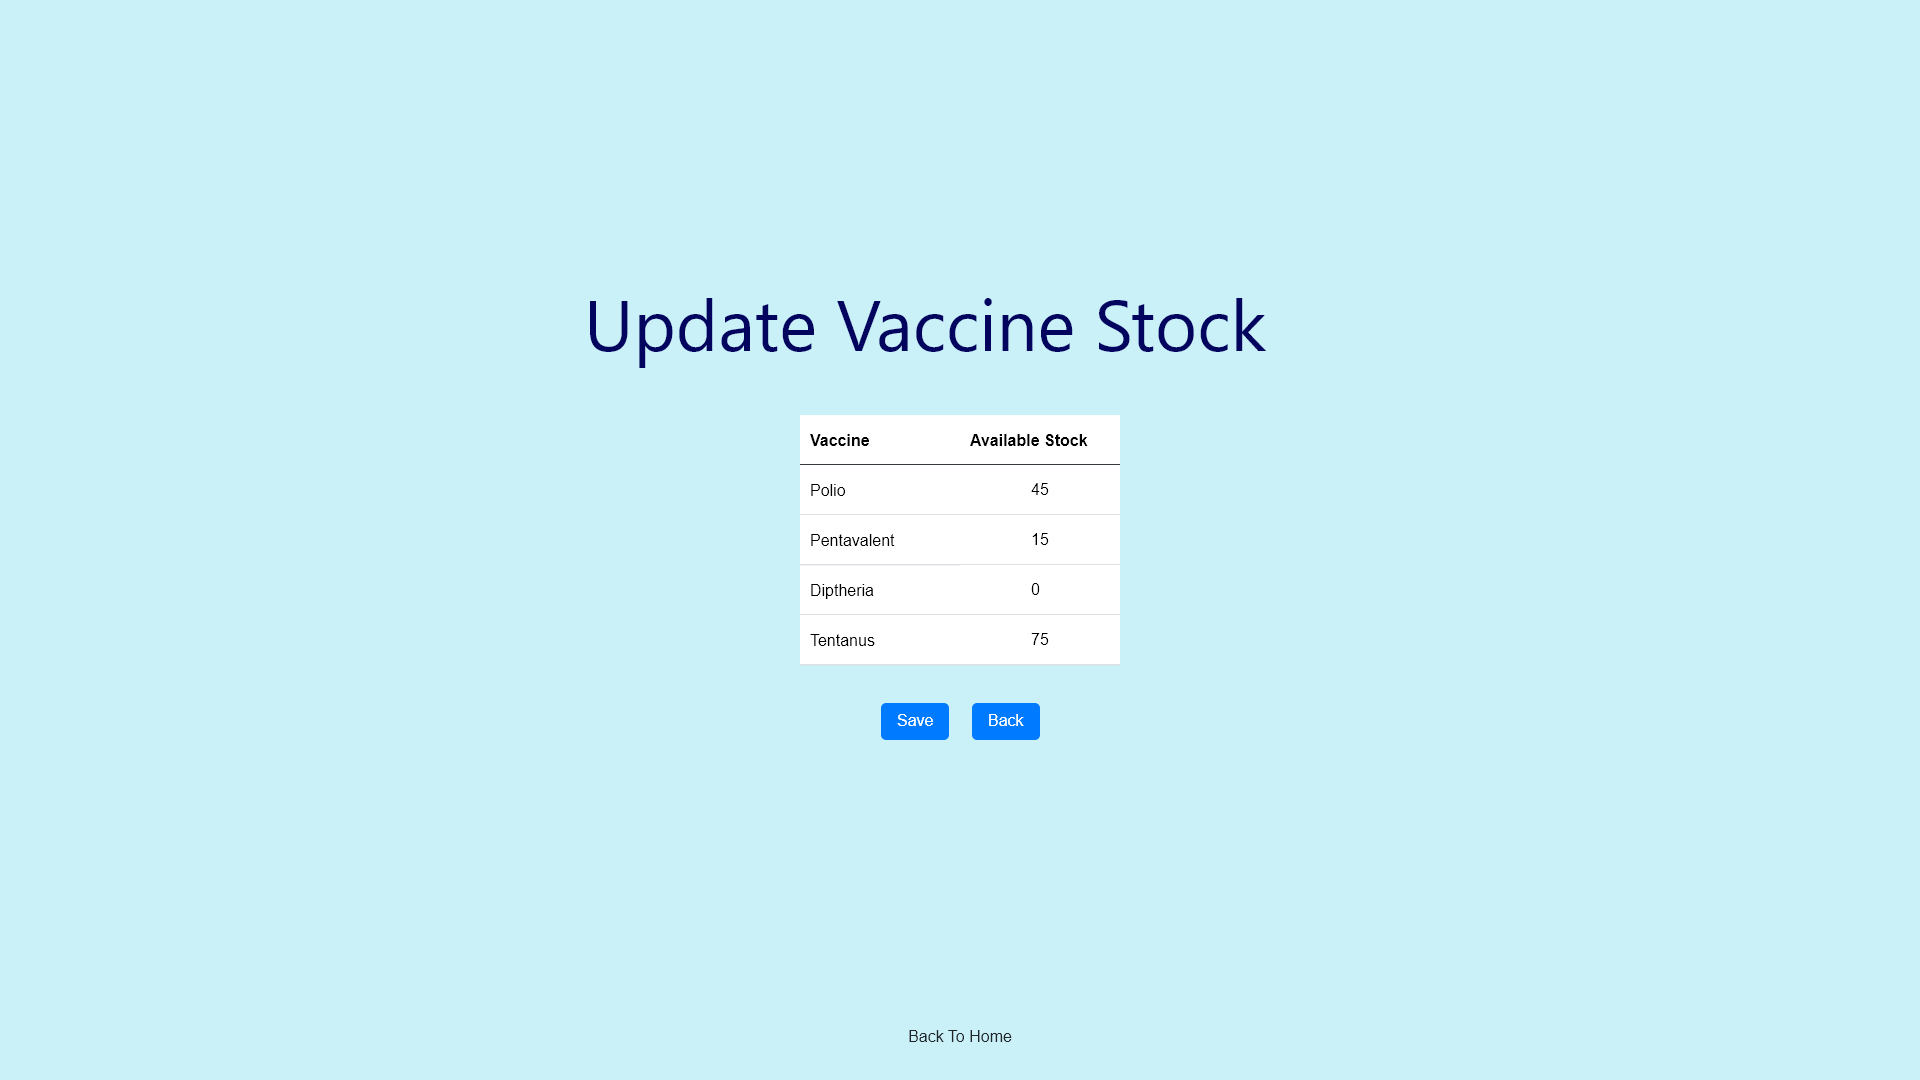 Update Vaccine Stock
Vaccine Available Stock
Polio 45
Pentavalent 15
Diptheria 0
Tentanus 75
Save Back
Back To Home